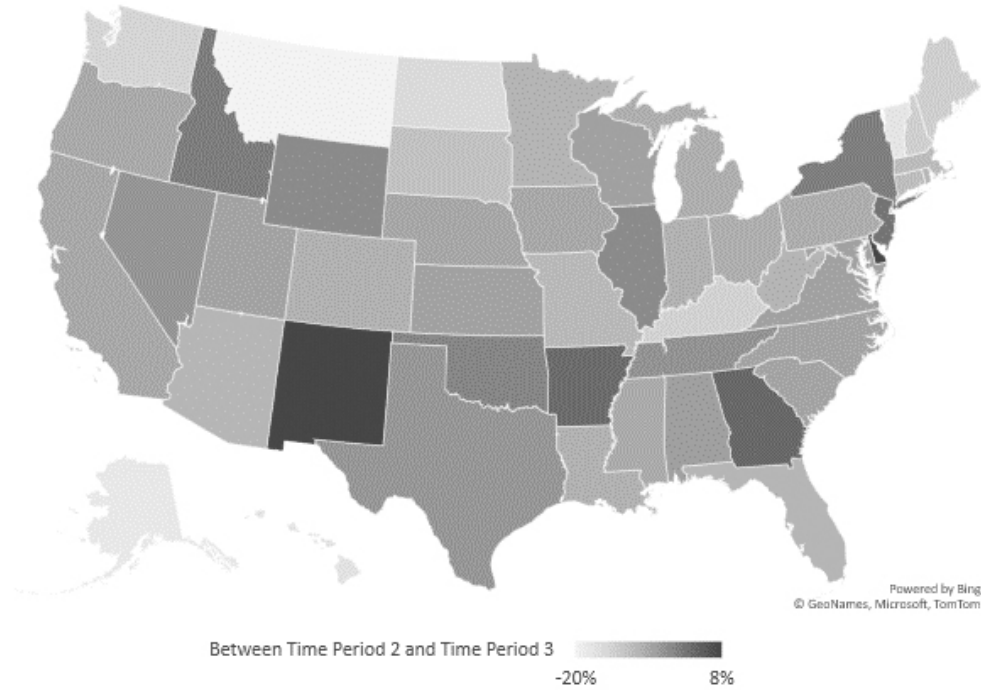 Powered by Bing
© GeoNames, Microsoft, TomTom
Between Time Period 2 and Time Period 3
-20%
8%